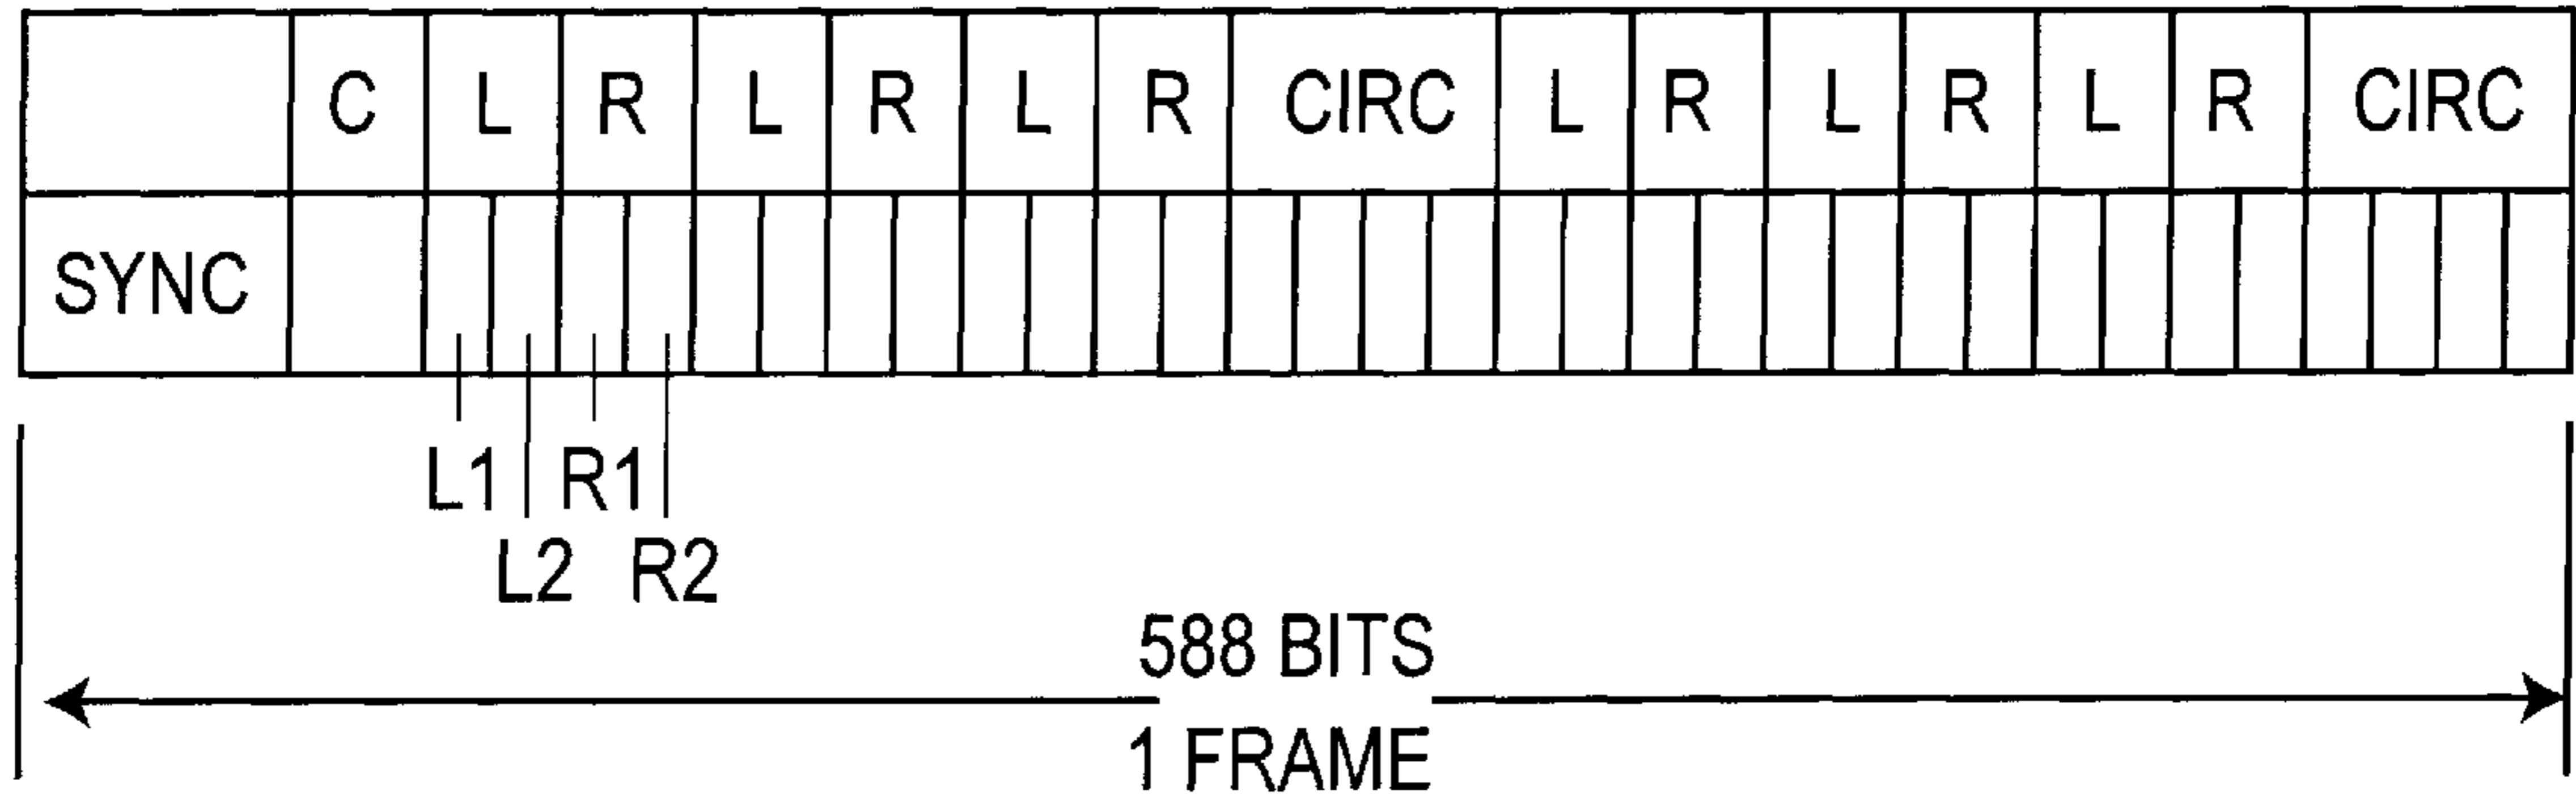 C L R L R L R CIRC L R L R L R CIRC
SYNC
L1 R1
L2 R2
588 BITS
1 FRAME